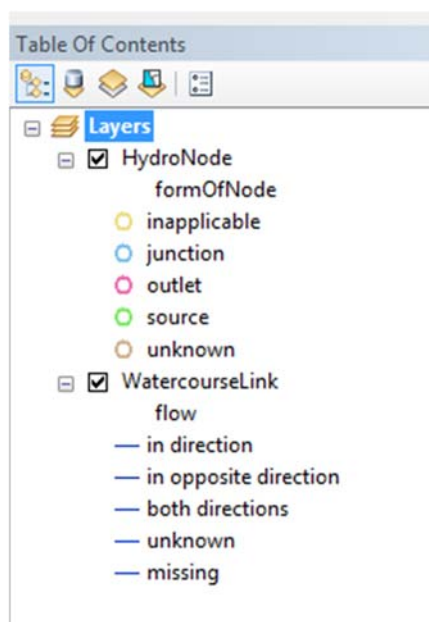 Table Of Contents
Layers
HydroNode
formOfNode
inapplicable
junction
outlet
source
unknown
WatercourseLink
flow
in direction
in opposite direction
both directions
unknown
missing